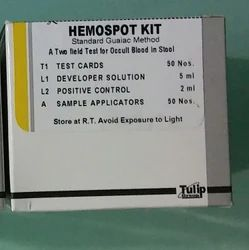 HEMOSPOT KIT
Standard Guaiac Method
A Two field Test for Occult Blood in Stool
T1 TEST CARDS 50 Nos.
L1 DEVELOPER SOLUTION 5 ml
L2 POSITIVE CONTROL 2 ml
A SAMPLE APPLICATORS 50 Nos.
Store at R.T. Avoid Exposure to Light
Tulip